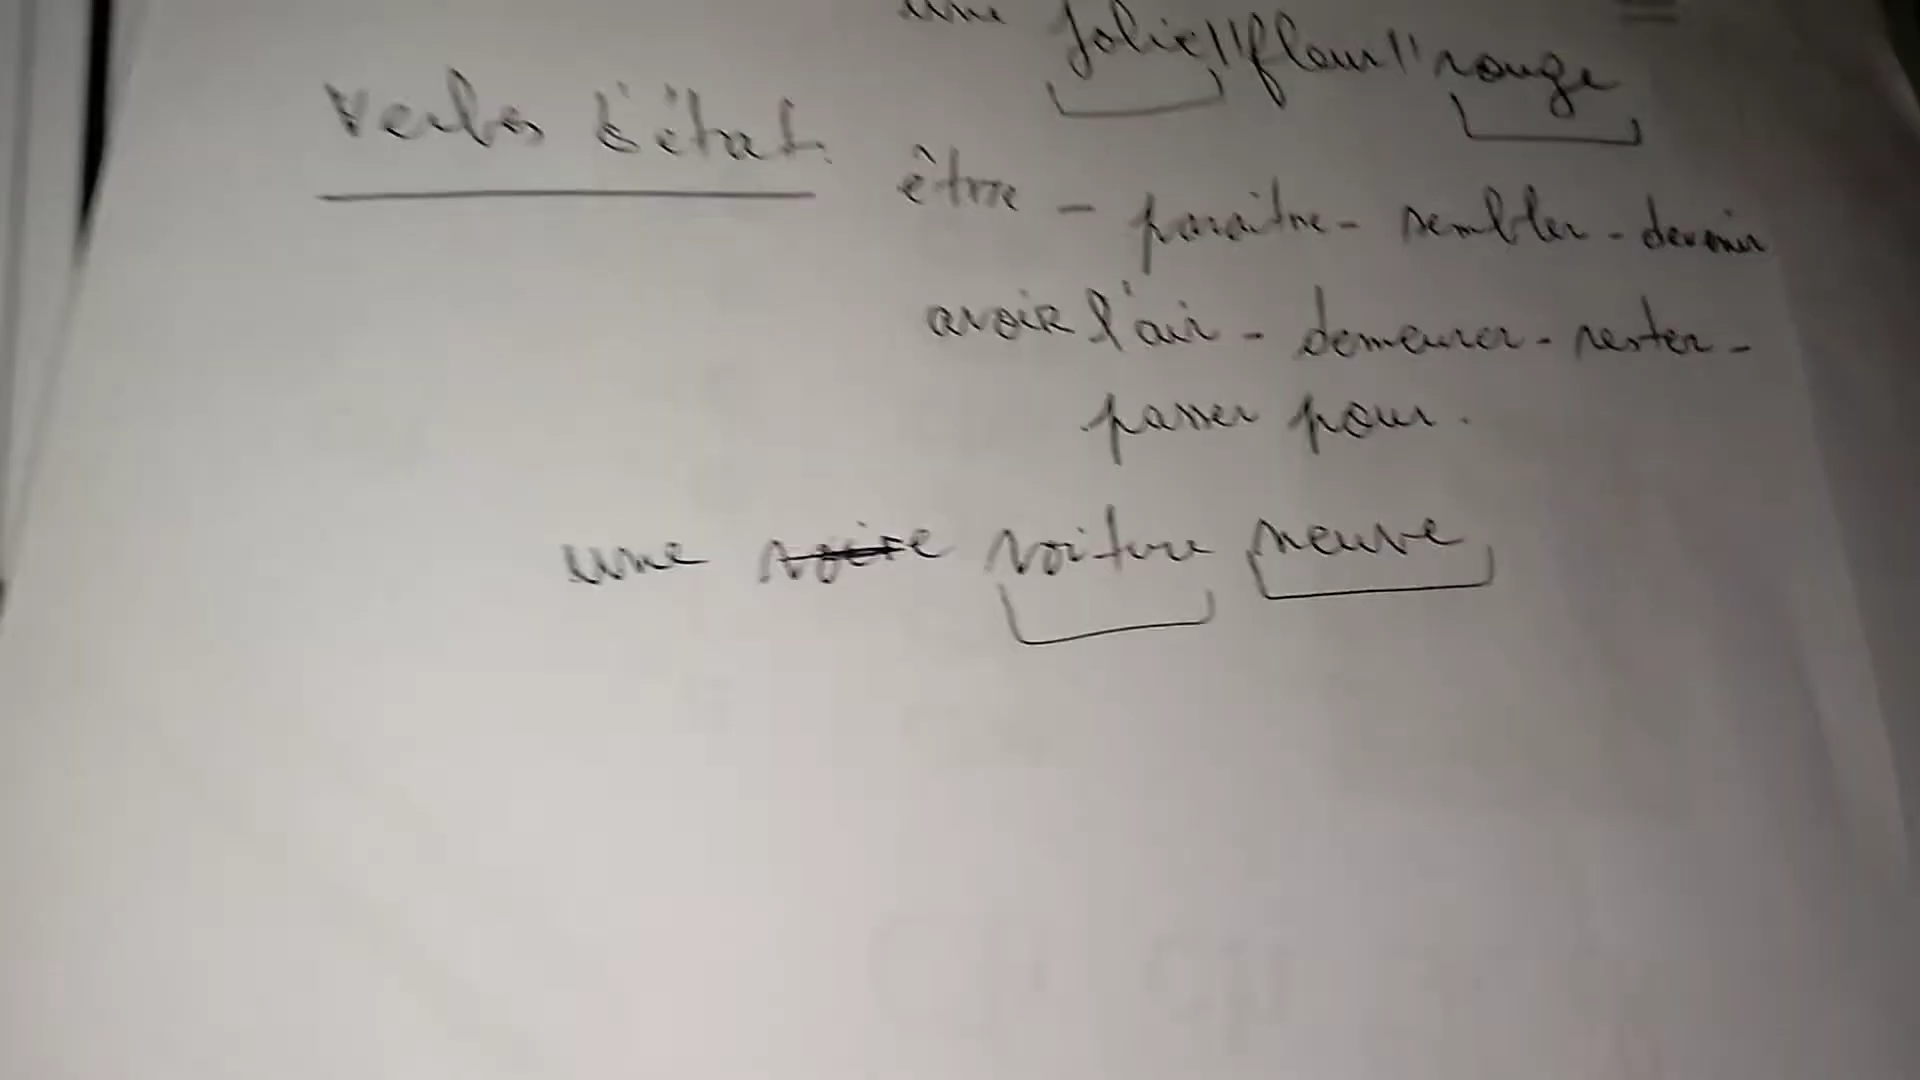 une jolie "fleur" rouge
Verbes d'état.
être - paraître - sembler - devenir
avoir l'air - demeurer - rester -
passer pour.
une voiture neuve